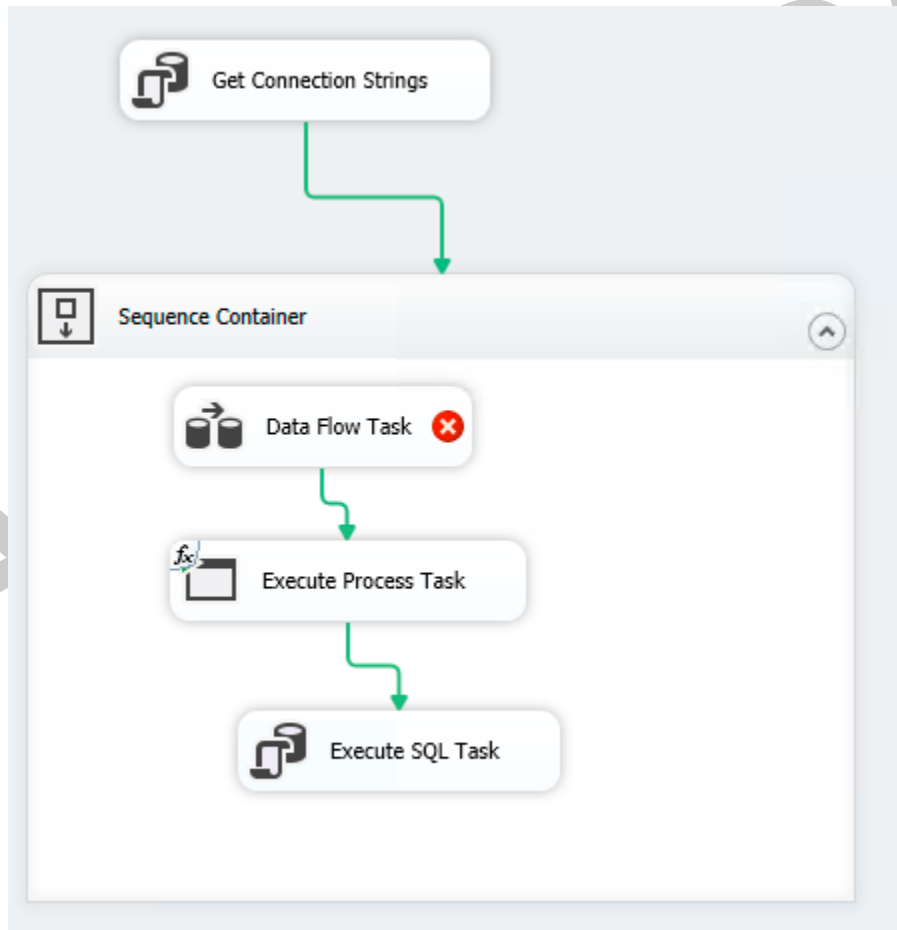 Get Connection Strings
Sequence Container
Data Flow Task
fx
Execute Process Task
Execute SQL Task